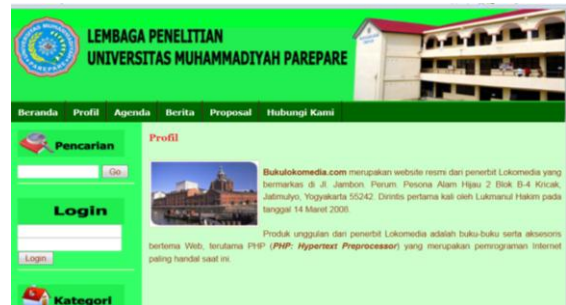 LEMBAGA PENELITIAN
UNIVERSITAS MUHAMMADIYAH PAREPARE
Beranda Profil Agenda Berita Proposal Hubungi Kami
Pencarian
Go
Login
Login
Kategori
Profil
Bukulokomedia.com merupakan website resmi dari penerbit Lokomedia yang
bermarkas di Jl. Jambon. Perum. Pesona Alam Hijau 2 Blok B-4 Kricak,
Jatimulyo, Yogyakarta 55242. Dirintis pertama kali oleh Lukmanul Hakim pada
tanggal 14 Maret 2008.
Produk unggulan dari penerbit Lokomedia adalah buku-buku serta aksesoris
bertema Web, terutama PHP (PHP: Hypertext Preprocessor) yang merupakan pemrograman Internet
paling handal saat ini.